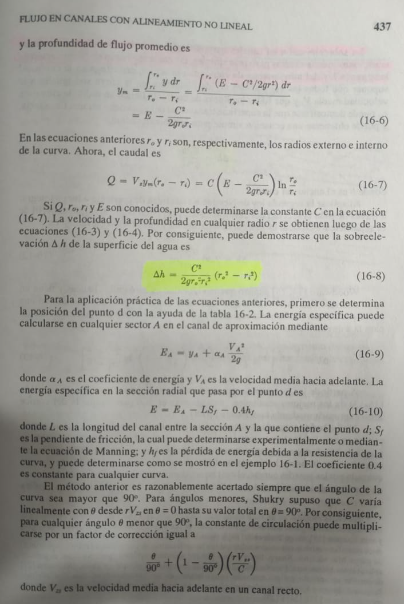 FLUJO EN CANALES CON ALINEAMIENTO NO LINEAL 437
y la profundidad de flujo promedio es
y_m = ∫_{r_i}^{r_o} y dr / (r_o − r_i) = ∫_{r_i}^{r_o} (E − C²/2gr²) dr / (r_o − r_i)
= E − C²/(2gr_o r_i) (16-6)
En las ecuaciones anteriores r_o y r_i son, respectivamente, los radios externo e interno
de la curva. Ahora, el caudal es
Q = V_z y_m (r_o − r_i) = C (E − C²/(2gr_o r_i)) ln r_o/r_i (16-7)
Si Q, r_o, r_i y E son conocidos, puede determinarse la constante C en la ecuación
(16-7). La velocidad y la profundidad en cualquier radio r se obtienen luego de las
ecuaciones (16-3) y (16-4). Por consiguiente, puede demostrarse que la sobreele-
vación Δ h de la superficie del agua es
Δh = C²/(2gr_o² r_i²) (r_o² − r_i²) (16-8)
Para la aplicación práctica de las ecuaciones anteriores, primero se determina
la posición del punto d con la ayuda de la tabla 16-2. La energía específica puede
calcularse en cualquier sector A en el canal de aproximación mediante
E_A = y_A + α_A V_A²/2g (16-9)
donde α_A es el coeficiente de energía y V_A es la velocidad media hacia adelante. La
energía específica en la sección radial que pasa por el punto d es
E = E_A − LS_f − 0.4h_f (16-10)
donde L es la longitud del canal entre la sección A y la que contiene el punto d; S_f
es la pendiente de fricción, la cual puede determinarse experimentalmente o median-
te la ecuación de Manning; y h_f es la pérdida de energía debida a la resistencia de la
curva, y puede determinarse como se mostró en el ejemplo 16-1. El coeficiente 0.4
es constante para cualquier curva.
El método anterior es razonablemente acertado siempre que el ángulo de la
curva sea mayor que 90°. Para ángulos menores, Shukry supuso que C varía
linealmente con θ desde rV_zs en θ = 0 hasta su valor total en θ = 90°. Por consiguiente,
para cualquier ángulo θ menor que 90°, la constante de circulación puede multipli-
carse por un factor de corrección igual a
θ/90° + (1 − θ/90°) (rV_zs/C)
donde V_zs es la velocidad media hacia adelante en un canal recto.